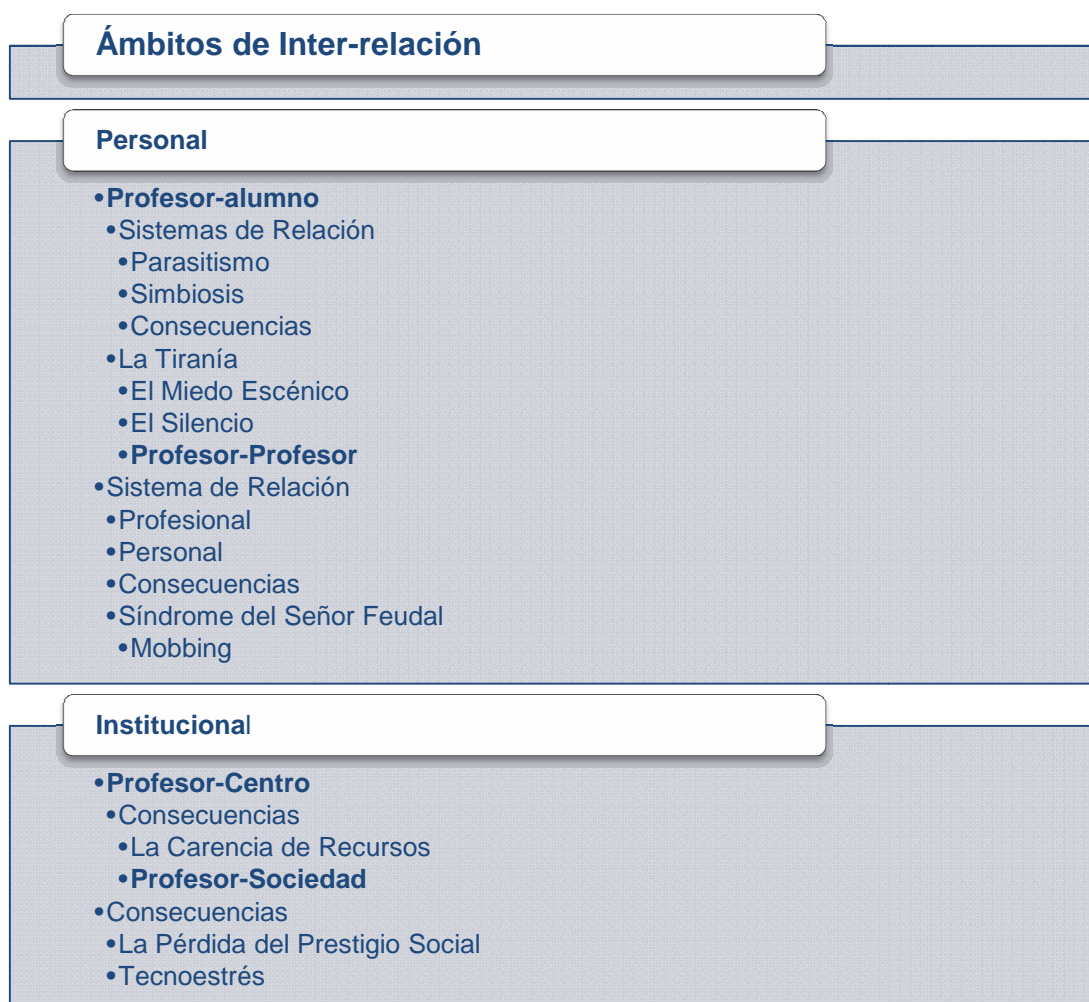 Ámbitos de Inter-relación
Personal
•Profesor-alumno
•Sistemas de Relación
•Parasitismo
•Simbiosis
•Consecuencias
•La Tiranía
•El Miedo Escénico
•El Silencio
•Profesor-Profesor
•Sistema de Relación
•Profesional
•Personal
•Consecuencias
•Síndrome del Señor Feudal
•Mobbing
Institucional
•Profesor-Centro
•Consecuencias
•La Carencia de Recursos
•Profesor-Sociedad
•Consecuencias
•La Pérdida del Prestigio Social
•Tecnoestrés